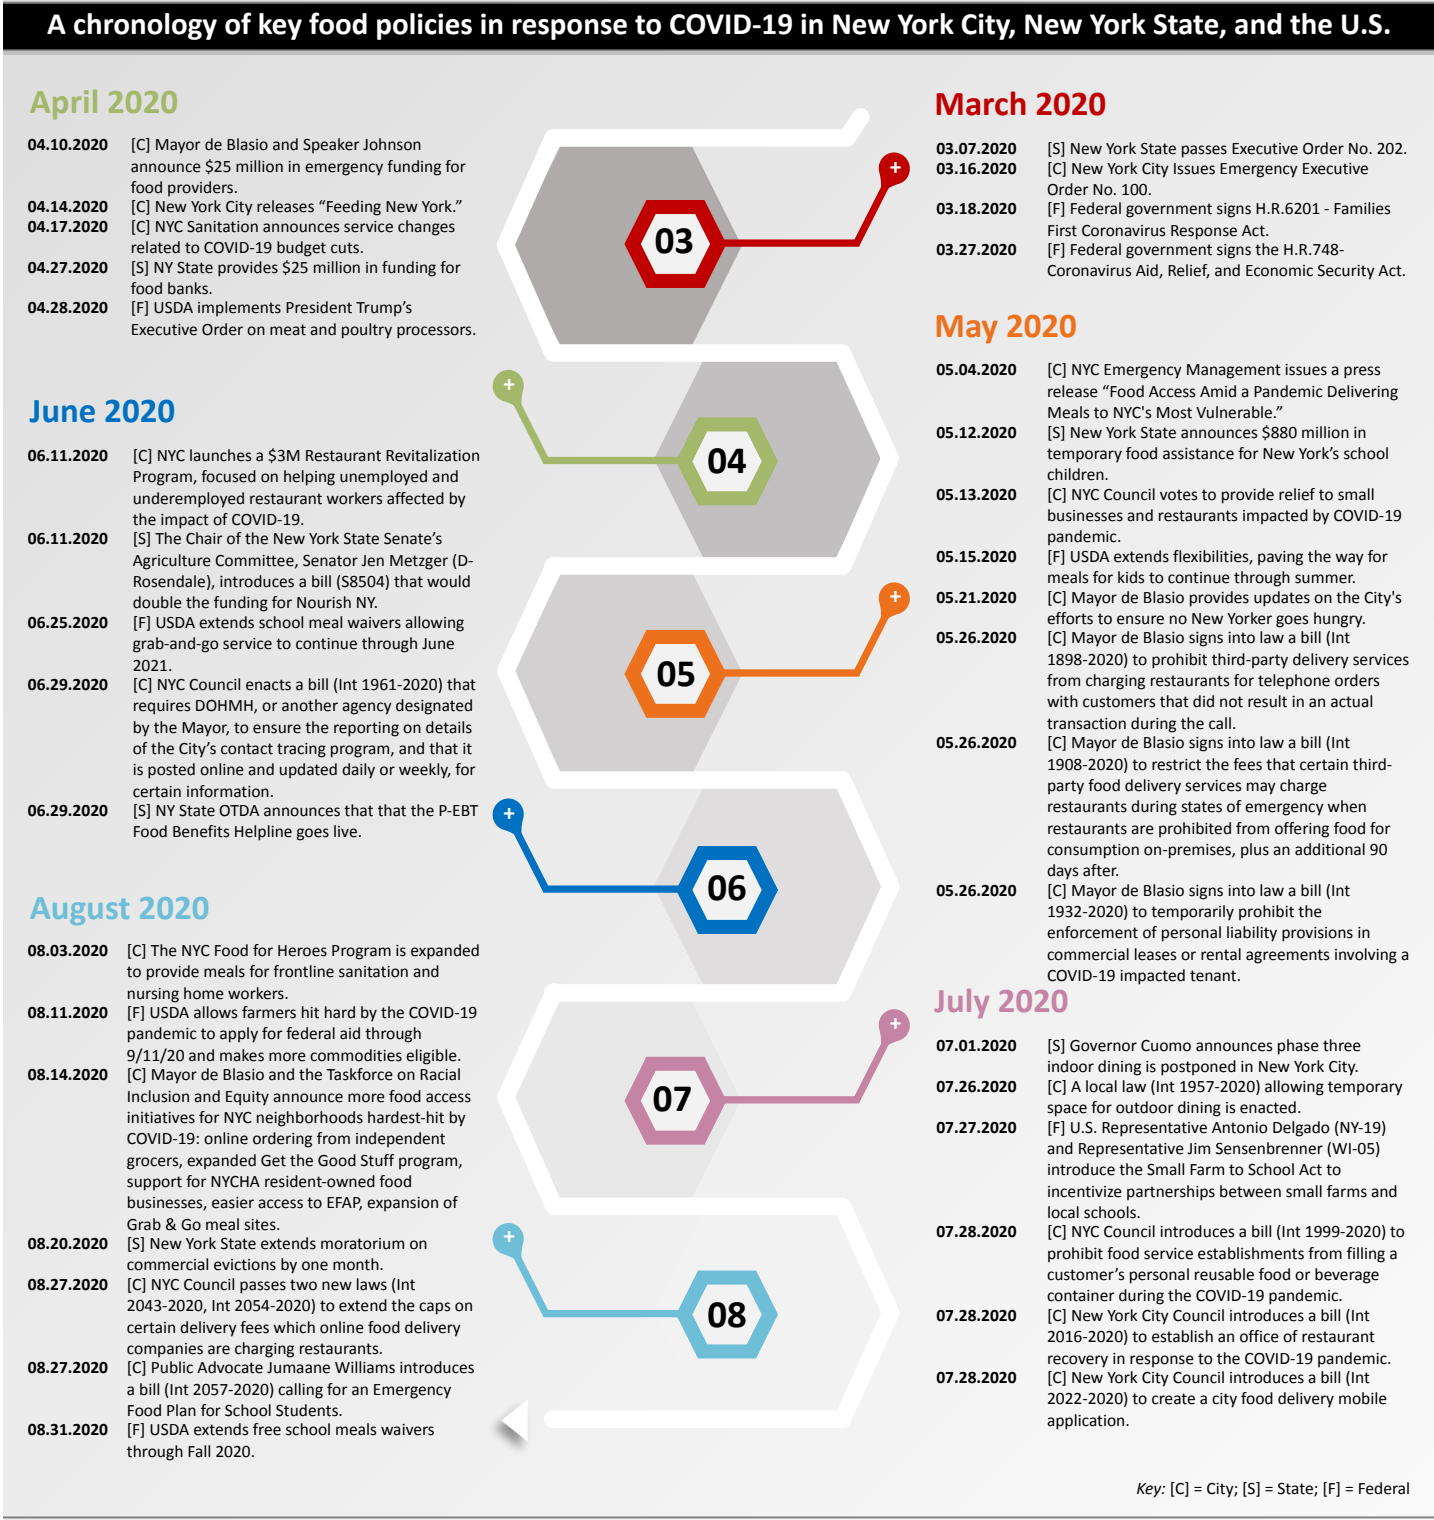 A chronology of key food policies in response to COVID-19 in New York City, New York State, and the U.S.
April 2020
04.10.2020 [C] Mayor de Blasio and Speaker Johnson
announce $25 million in emergency funding for
food providers.
04.14.2020 [C] New York City releases “Feeding New York.”
04.17.2020 [C] NYC Sanitation announces service changes
related to COVID-19 budget cuts.
04.27.2020 [S] NY State provides $25 million in funding for
food banks.
04.28.2020 [F] USDA implements President Trump’s
Executive Order on meat and poultry processors.
June 2020
06.11.2020 [C] NYC launches a $3M Restaurant Revitalization
Program, focused on helping unemployed and
underemployed restaurant workers affected by
the impact of COVID-19.
06.11.2020 [S] The Chair of the New York State Senate’s
Agriculture Committee, Senator Jen Metzger (D-
Rosendale), introduces a bill (S8504) that would
double the funding for Nourish NY.
06.25.2020 [F] USDA extends school meal waivers allowing
grab-and-go service to continue through June
2021.
06.29.2020 [C] NYC Council enacts a bill (Int 1961-2020) that
requires DOHMH, or another agency designated
by the Mayor, to ensure the reporting on details
of the City’s contact tracing program, and that it
is posted online and updated daily or weekly, for
certain information.
06.29.2020 [S] NY State OTDA announces that that the P-EBT
Food Benefits Helpline goes live.
August 2020
08.03.2020 [C] The NYC Food for Heroes Program is expanded
to provide meals for frontline sanitation and
nursing home workers.
08.11.2020 [F] USDA allows farmers hit hard by the COVID-19
pandemic to apply for federal aid through
9/11/20 and makes more commodities eligible.
08.14.2020 [C] Mayor de Blasio and the Taskforce on Racial
Inclusion and Equity announce more food access
initiatives for NYC neighborhoods hardest-hit by
COVID-19: online ordering from independent
grocers, expanded Get the Good Stuff program,
support for NYCHA resident-owned food
businesses, easier access to EFAP, expansion of
Grab & Go meal sites.
08.20.2020 [S] New York State extends moratorium on
commercial evictions by one month.
08.27.2020 [C] NYC Council passes two new laws (Int
2043-2020, Int 2054-2020) to extend the caps on
certain delivery fees which online food delivery
companies are charging restaurants.
08.27.2020 [C] Public Advocate Jumaane Williams introduces
a bill (Int 2057-2020) calling for an Emergency
Food Plan for School Students.
08.31.2020 [F] USDA extends free school meals waivers
through Fall 2020.
+
03
+
04
+
05
+
06
+
07
+
08
March 2020
03.07.2020 [S] New York State passes Executive Order No. 202.
03.16.2020 [C] New York City Issues Emergency Executive
Order No. 100.
03.18.2020 [F] Federal government signs H.R.6201 - Families
First Coronavirus Response Act.
03.27.2020 [F] Federal government signs the H.R.748-
Coronavirus Aid, Relief, and Economic Security Act.
May 2020
05.04.2020 [C] NYC Emergency Management issues a press
release “Food Access Amid a Pandemic Delivering
Meals to NYC's Most Vulnerable.”
05.12.2020 [S] New York State announces $880 million in
temporary food assistance for New York’s school
children.
05.13.2020 [C] NYC Council votes to provide relief to small
businesses and restaurants impacted by COVID-19
pandemic.
05.15.2020 [F] USDA extends flexibilities, paving the way for
meals for kids to continue through summer.
05.21.2020 [C] Mayor de Blasio provides updates on the City's
efforts to ensure no New Yorker goes hungry.
05.26.2020 [C] Mayor de Blasio signs into law a bill (Int
1898-2020) to prohibit third-party delivery services
from charging restaurants for telephone orders
with customers that did not result in an actual
transaction during the call.
05.26.2020 [C] Mayor de Blasio signs into law a bill (Int
1908-2020) to restrict the fees that certain third-
party food delivery services may charge
restaurants during states of emergency when
restaurants are prohibited from offering food for
consumption on-premises, plus an additional 90
days after.
05.26.2020 [C] Mayor de Blasio signs into law a bill (Int
1932-2020) to temporarily prohibit the
enforcement of personal liability provisions in
commercial leases or rental agreements involving a
COVID-19 impacted tenant.
July 2020
07.01.2020 [S] Governor Cuomo announces phase three
indoor dining is postponed in New York City.
07.26.2020 [C] A local law (Int 1957-2020) allowing temporary
space for outdoor dining is enacted.
07.27.2020 [F] U.S. Representative Antonio Delgado (NY-19)
and Representative Jim Sensenbrenner (WI-05)
introduce the Small Farm to School Act to
incentivize partnerships between small farms and
local schools.
07.28.2020 [C] NYC Council introduces a bill (Int 1999-2020) to
prohibit food service establishments from filling a
customer’s personal reusable food or beverage
container during the COVID-19 pandemic.
07.28.2020 [C] New York City Council introduces a bill (Int
2016-2020) to establish an office of restaurant
recovery in response to the COVID-19 pandemic.
07.28.2020 [C] New York City Council introduces a bill (Int
2022-2020) to create a city food delivery mobile
application.
Key: [C] = City; [S] = State; [F] = Federal